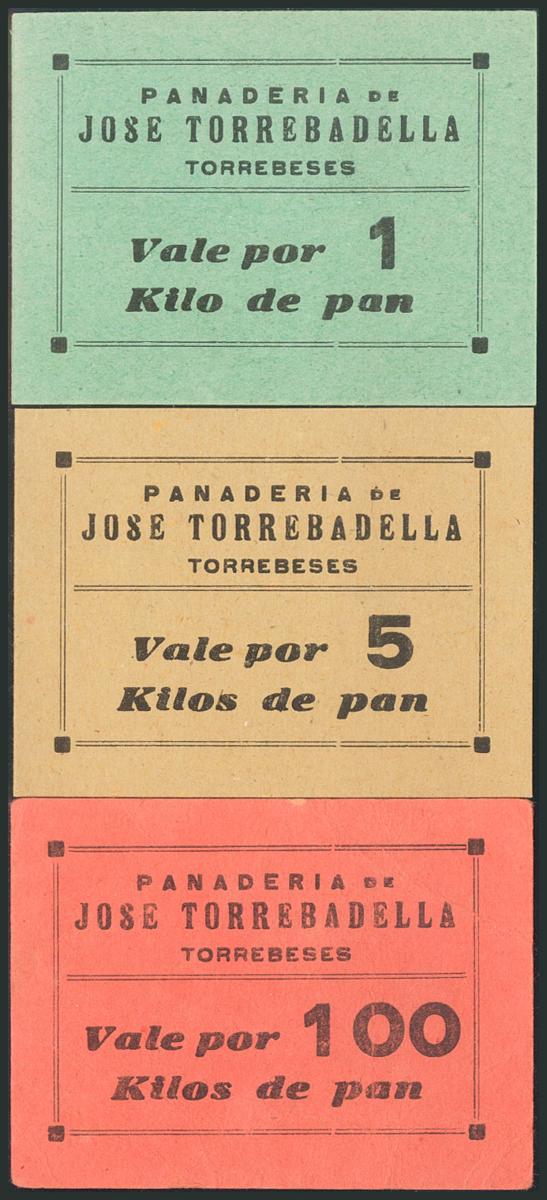 PANADERIA DE
JOSE TORREBADELLA
TORREBESES
Vale por 1
Kilo de pan
PANADERIA DE
JOSE TORREBADELLA
TORREBESES
Vale por 5
Kilos de pan
PANADERIA DE
JOSE TORREBADELLA
TORREBESES
Vale por 100
Kilos de pan